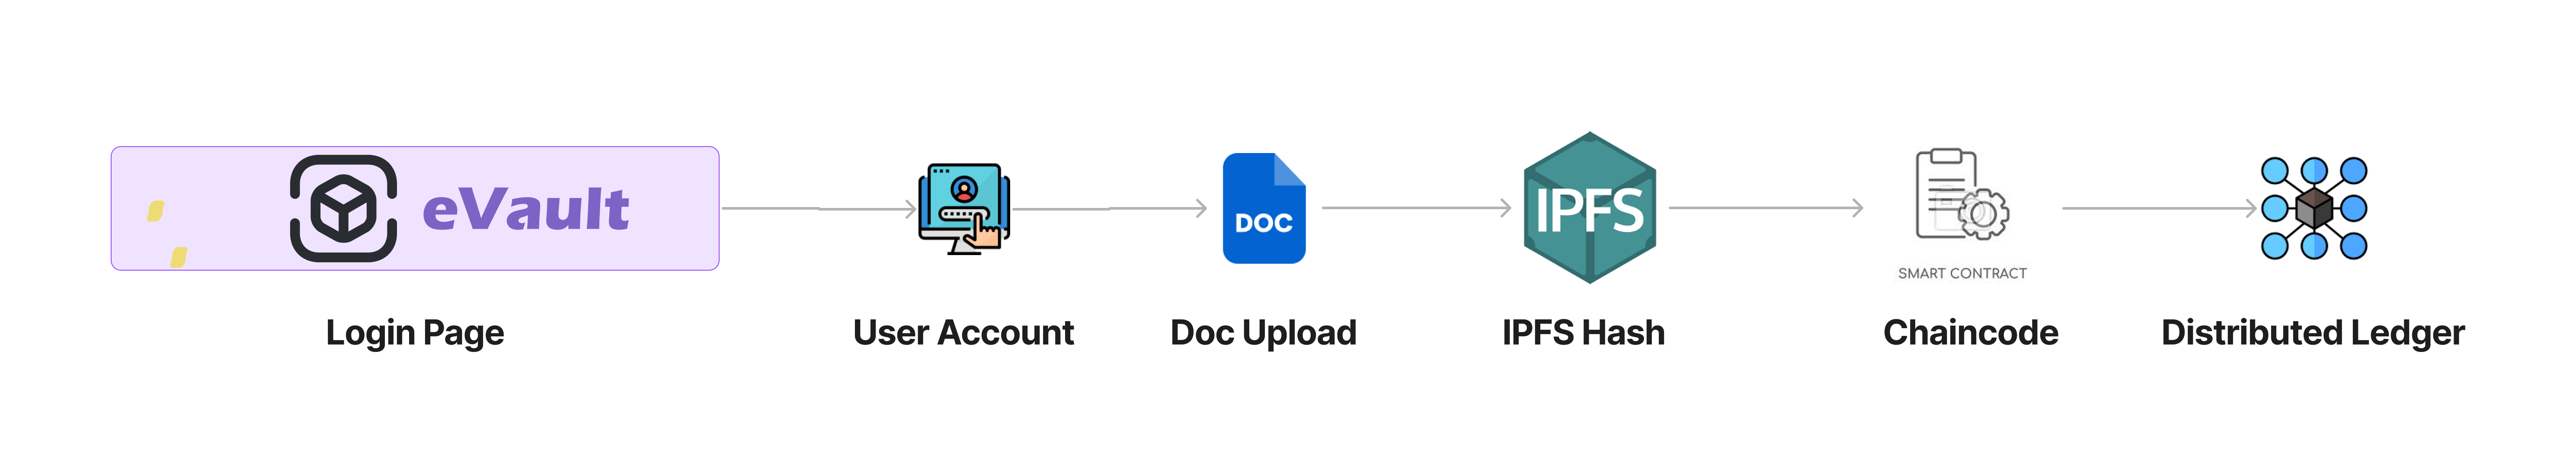 eVault
DOC
IPFS
SMART CONTRACT
Login Page
User Account
Doc Upload
IPFS Hash
Chaincode
Distributed Ledger